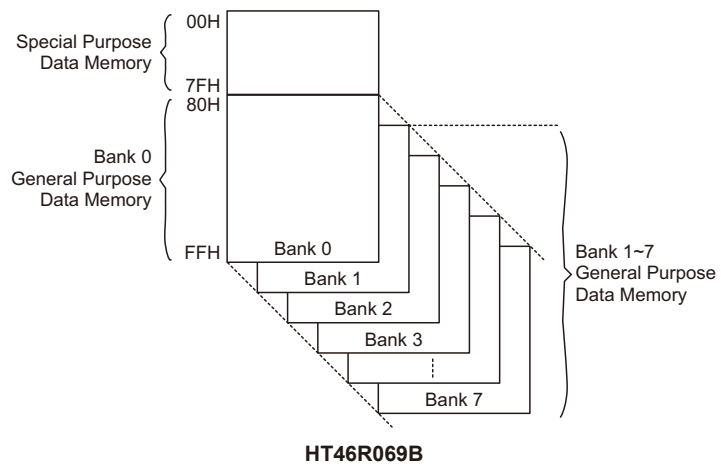 00H
Special Purpose
Data Memory
7FH
80H
Bank 0
General Purpose
Data Memory
FFH
Bank 0
Bank 1
Bank 2
Bank 3
Bank 7
Bank 1~7
General Purpose
Data Memory
HT46R069B